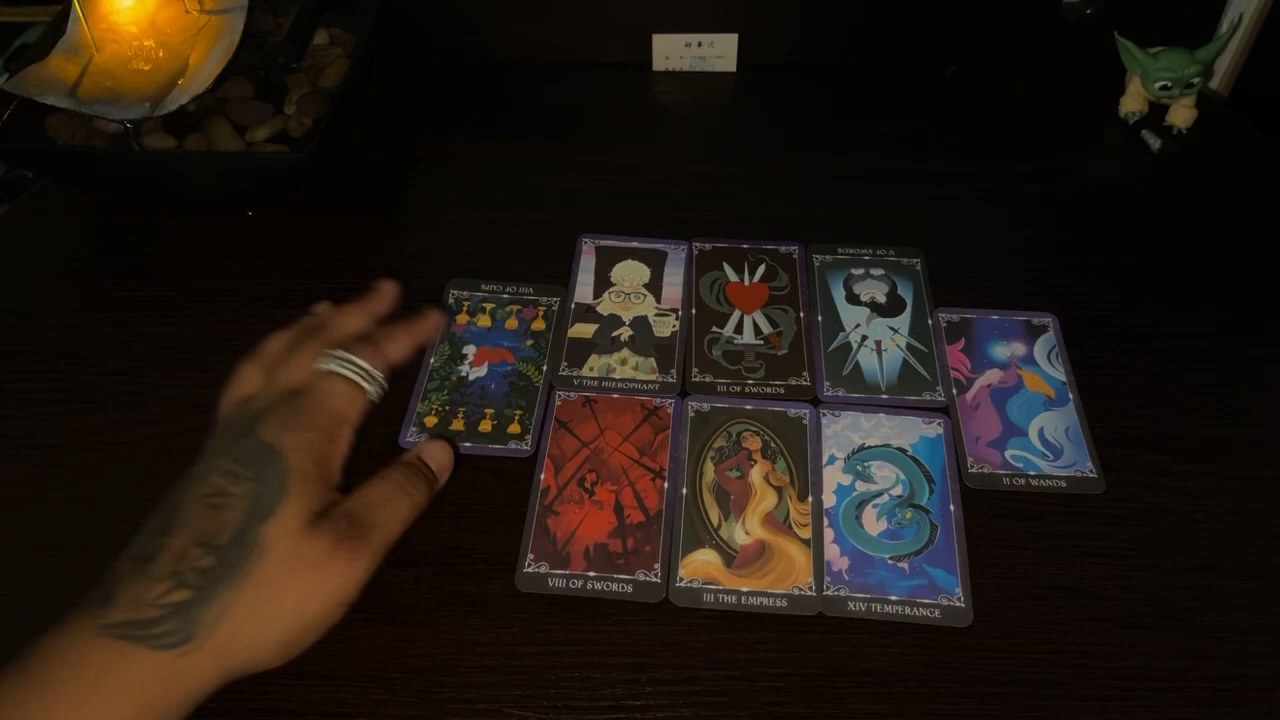 VIII OF CUPS
V THE HIEROPHANT
III OF SWORDS
V OF SWORDS
II OF WANDS
VIII OF SWORDS
III THE EMPRESS
XIV TEMPERANCE